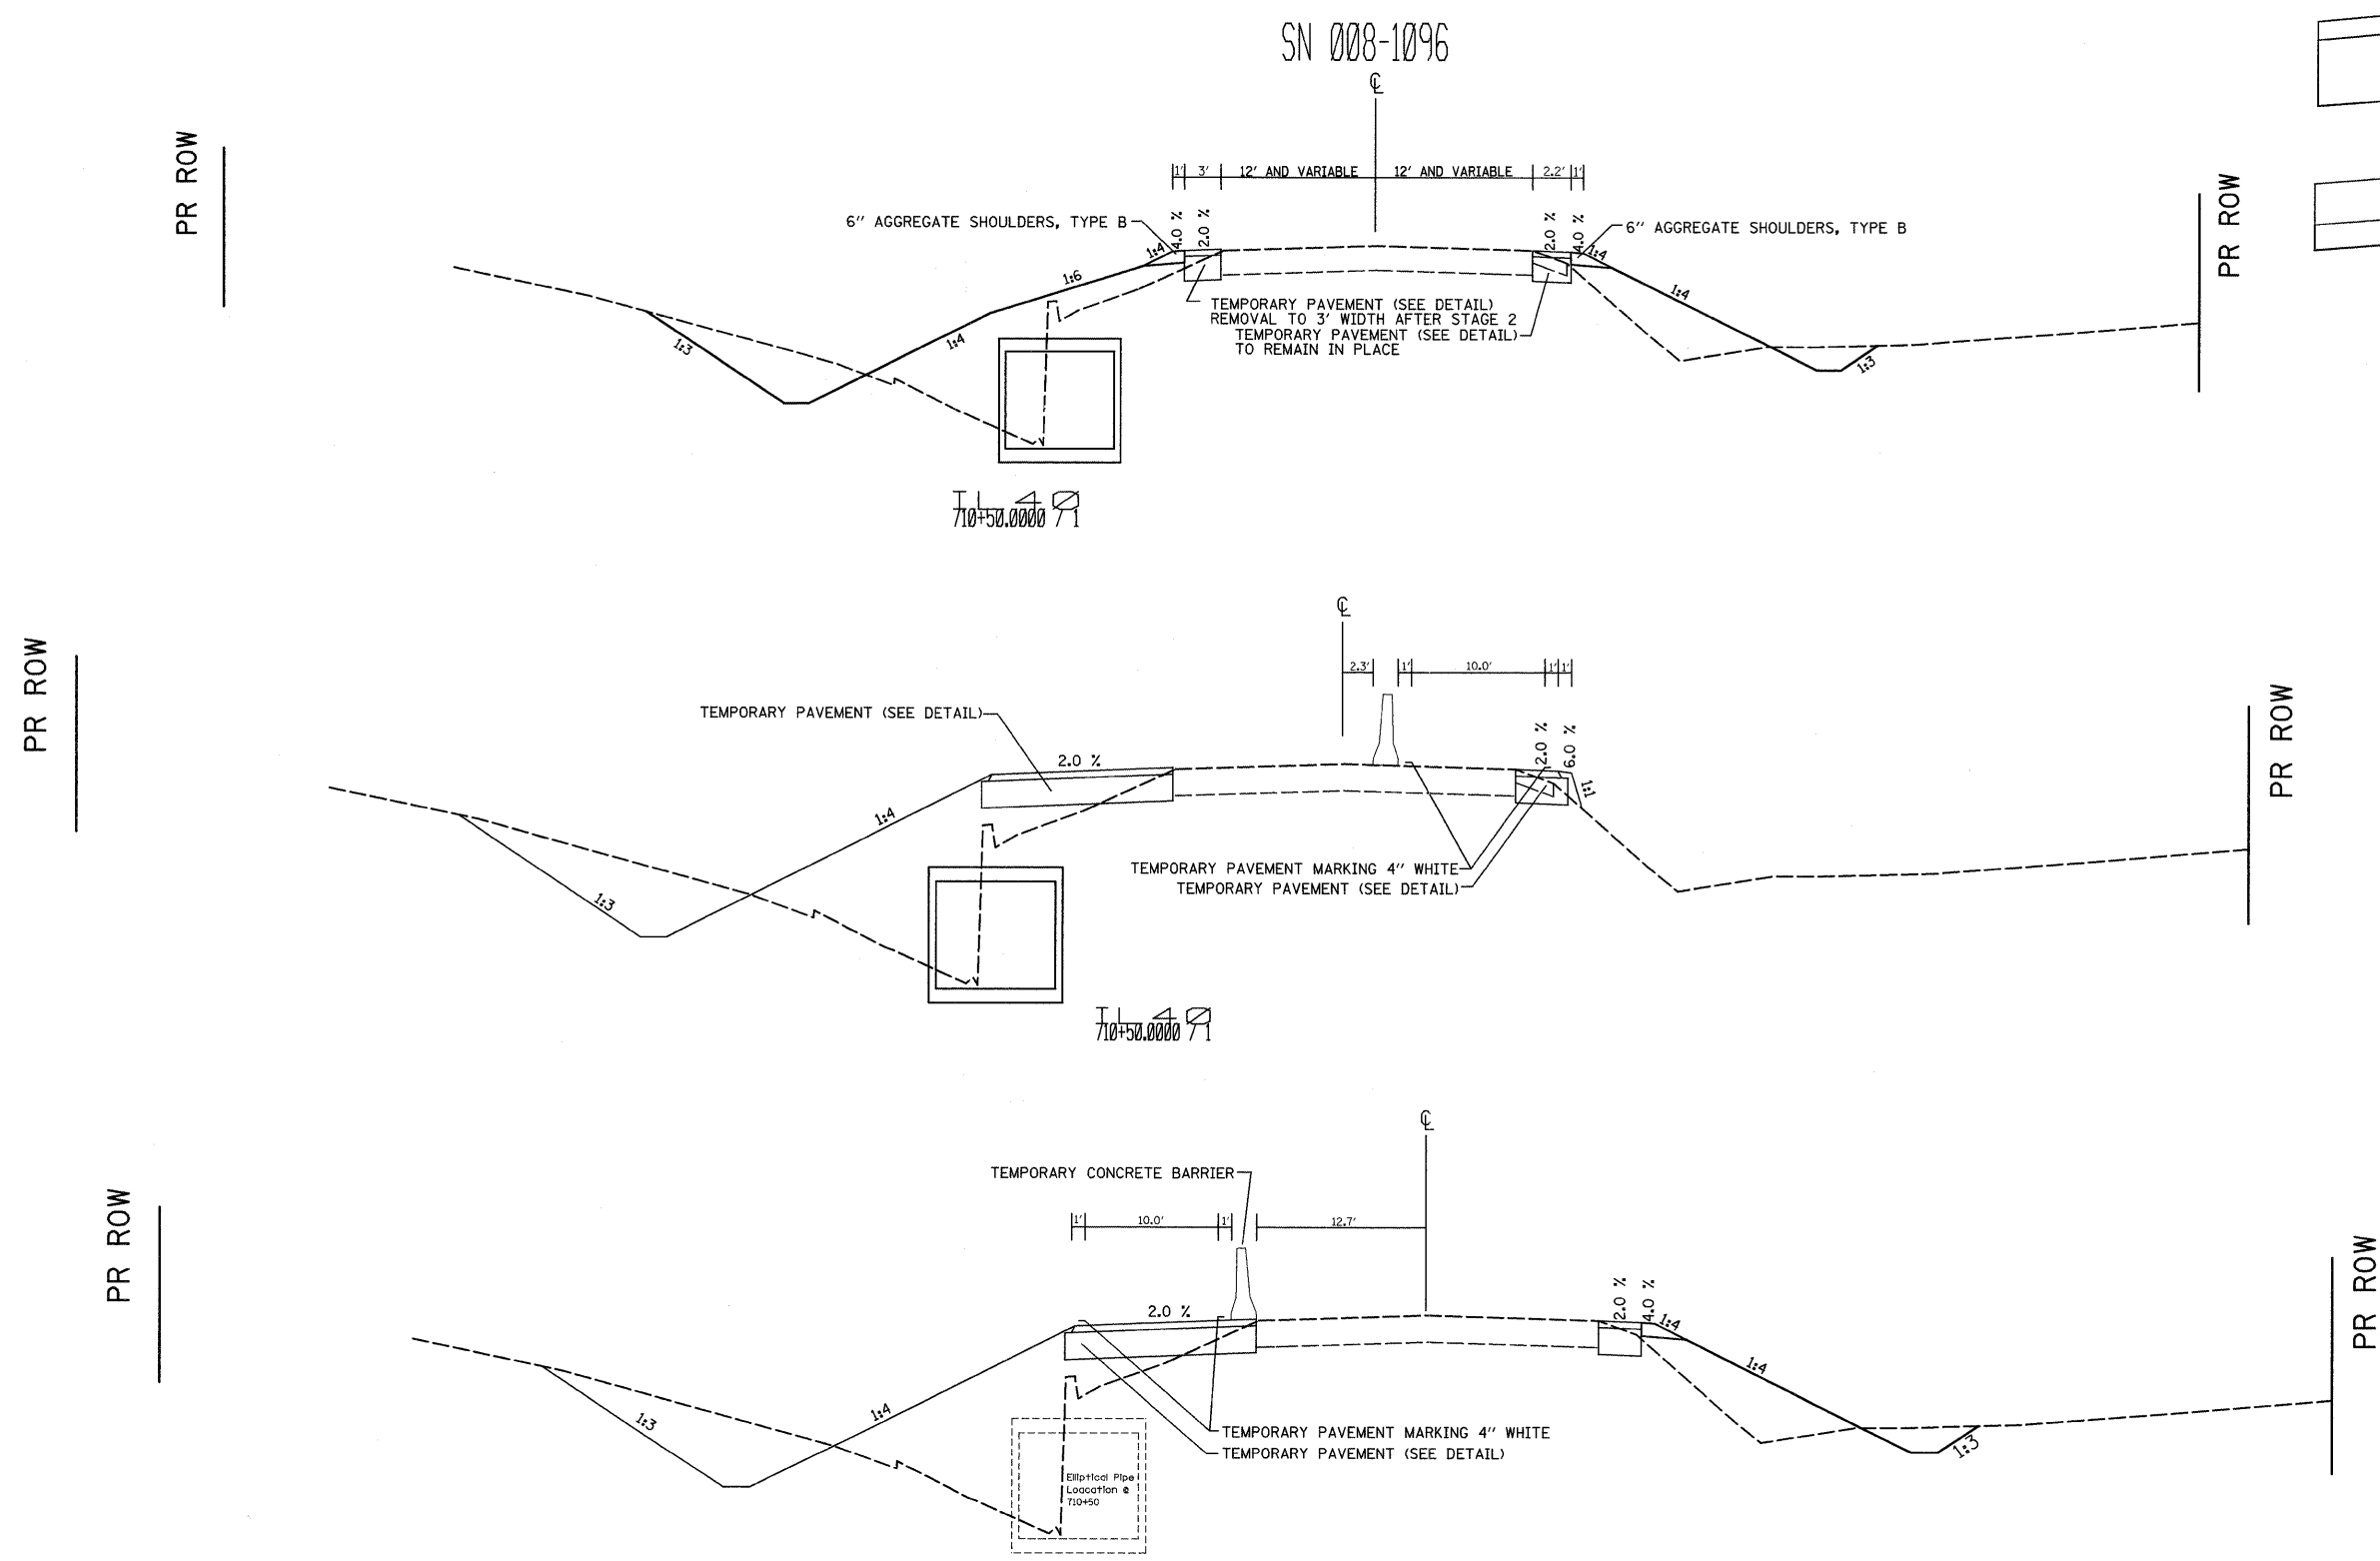 SN 008-1096
℄
PR ROW
PR ROW
1' 3' 12' AND VARIABLE 12' AND VARIABLE 2.2' 1'
6" AGGREGATE SHOULDERS, TYPE B
4.0 %
2.0 %
2.0 %
4.0 %
6" AGGREGATE SHOULDERS, TYPE B
1:4
1:4
1:6
1:4
TEMPORARY PAVEMENT (SEE DETAIL)
REMOVAL TO 3' WIDTH AFTER STAGE 2
TEMPORARY PAVEMENT (SEE DETAIL)
TO REMAIN IN PLACE
1:3
1:4
1:3
IL 40
710+50.0000 / 1
℄
PR ROW
PR ROW
2.3' 1' 10.0' 1' 1'
TEMPORARY PAVEMENT (SEE DETAIL)
2.0 %
2.0 %
6.0 %
1:1
1:4
TEMPORARY PAVEMENT MARKING 4" WHITE
TEMPORARY PAVEMENT (SEE DETAIL)
1:3
IL 40
710+50.0000 / 1
℄
TEMPORARY CONCRETE BARRIER
PR ROW
PR ROW
1' 10.0' 1' 12.7'
2.0 %
2.0 %
4.0 %
1:4
1:4
1:4
1:3
TEMPORARY PAVEMENT MARKING 4" WHITE
TEMPORARY PAVEMENT (SEE DETAIL)
1:3
Elliptical Pipe
Loacation @
710+50